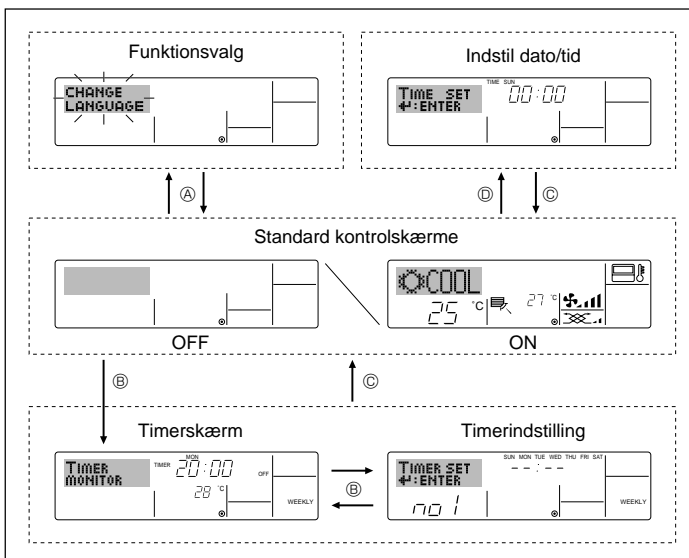 Funktionsvalg
CHANGE
LANGUAGE
Indstil dato/tid
TIME SUN
TIME SET 00:00
↵:ENTER
Ⓐ
Ⓓ Ⓒ
Standard kontrolskærme
COOL
25 °C 27 °C
OFF ON
Ⓑ Ⓒ
Timerskærm
MON
TIMER TIMER 20:00 OFF
MONITOR
28 °C
WEEKLY
Ⓑ
Timerindstilling
SUN MON TUE WED THU FRI SAT
TIMER SET --:--
↵:ENTER
no 1 WEEKLY